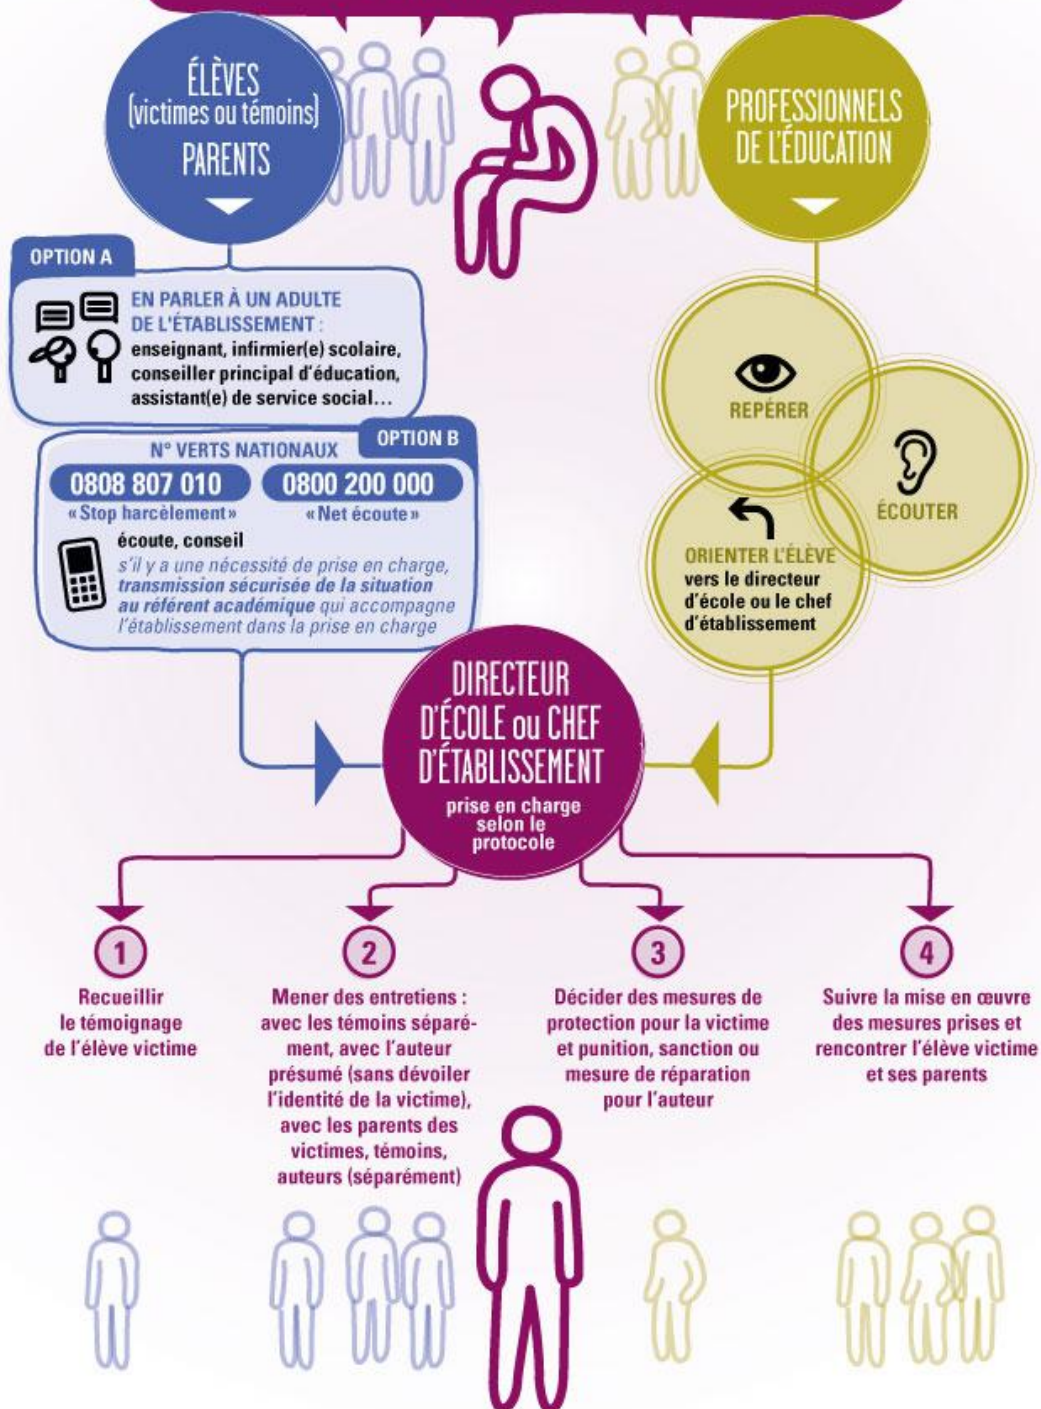 ÉLÈVES
(victimes ou témoins)
PARENTS
PROFESSIONNELS
DE L'ÉDUCATION
OPTION A
EN PARLER À UN ADULTE
DE L'ÉTABLISSEMENT :
enseignant, infirmier(e) scolaire,
conseiller principal d'éducation,
assistant(e) de service social...
OPTION B
N° VERTS NATIONAUX
0808 807 010
«Stop harcèlement»
0800 200 000
«Net écoute»
écoute, conseil
s'il y a une nécessité de prise en charge,
transmission sécurisée de la situation
au référent académique qui accompagne
l'établissement dans la prise en charge
REPÉRER
ÉCOUTER
ORIENTER L'ÉLÈVE
vers le directeur
d'école ou le chef
d'établissement
DIRECTEUR
D'ÉCOLE ou CHEF
D'ÉTABLISSEMENT
prise en charge
selon le
protocole
1
Recueillir
le témoignage
de l'élève victime
2
Mener des entretiens :
avec les témoins séparé-
ment, avec l'auteur
présumé (sans dévoiler
l'identité de la victime),
avec les parents des
victimes, témoins,
auteurs (séparément)
3
Décider des mesures de
protection pour la victime
et punition, sanction ou
mesure de réparation
pour l'auteur
4
Suivre la mise en œuvre
des mesures prises et
rencontrer l'élève victime
et ses parents